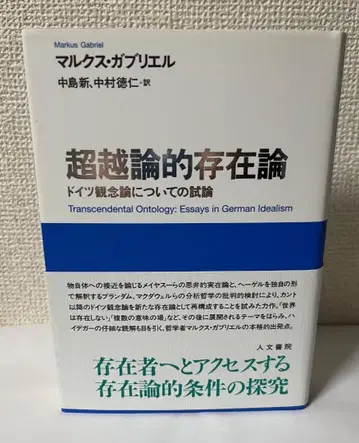 Markus Gabriel
マルクス・ガブリエル
中島新、中村徳仁・訳
超越論的存在論
ドイツ観念論についての試論
Transcendental Ontology: Essays in German Idealism
物自体への接近を論じるメイヤスーらの思弁的実在論と、ヘーゲルを独自の形
で解釈するブランダム、マクダウェルらの分析哲学の批判的検討により、カント
以降のドイツ観念論を新たな存在論として再構成することを試みた力作。「世界
は存在しない」「複数の意味の場」など、その後に展開されるテーマをはらみ、ハ
イデガーの仔細な読解も目を引く、哲学者マルクス・ガブリエルの本格的出発点。
人文書院
存在者へとアクセスする
存在論的条件の探究